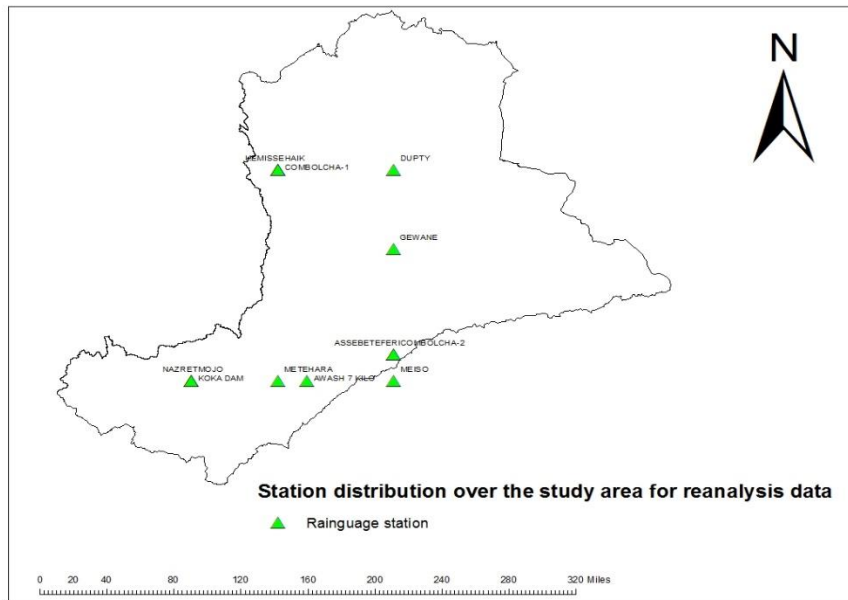 N
HEMISSEHAIK
COMBOLCHA-1
DUPTY
GEWANE
ASSEBETEFERICOMBOLCHA-2
NAZRETMOJO
KOKA DAM
METEHARA
AWASH 7 KILO
MEISO
Station distribution over the study area for reanalysis data
Rainguage station
0 20 40 80 120 160 200 240 280 320 Miles